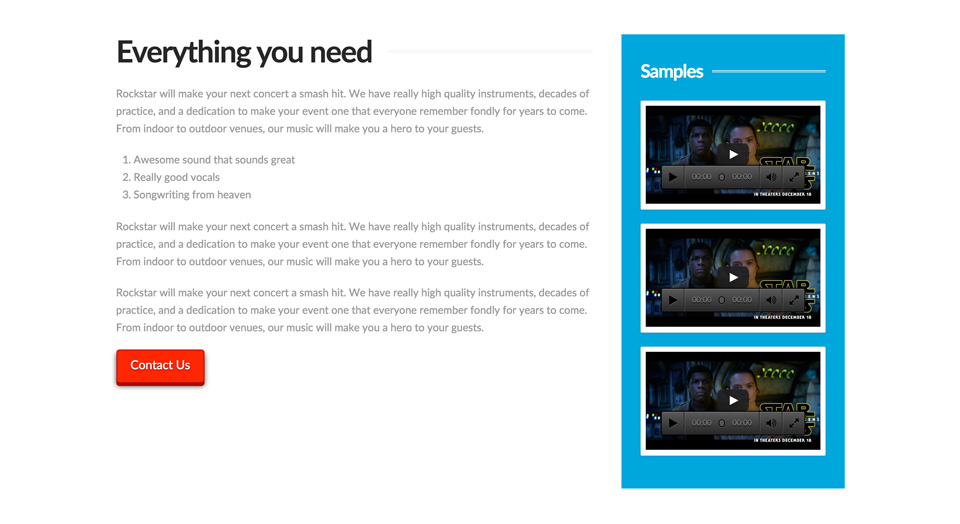 Everything you need
Rockstar will make your next concert a smash hit. We have really high quality instruments, decades of
practice, and a dedication to make your event one that everyone remember fondly for years to come.
From indoor to outdoor venues, our music will make you a hero to your guests.
1. Awesome sound that sounds great
2. Really good vocals
3. Songwriting from heaven
Rockstar will make your next concert a smash hit. We have really high quality instruments, decades of
practice, and a dedication to make your event one that everyone remember fondly for years to come.
From indoor to outdoor venues, our music will make you a hero to your guests.
Rockstar will make your next concert a smash hit. We have really high quality instruments, decades of
practice, and a dedication to make your event one that everyone remember fondly for years to come.
From indoor to outdoor venues, our music will make you a hero to your guests.
Contact Us
Samples
STAR
00:00 00:00
IN THEATERS DECEMBER 18
STAR
00:00 00:00
IN THEATERS DECEMBER 18
STAR
00:00 00:00
IN THEATERS DECEMBER 18